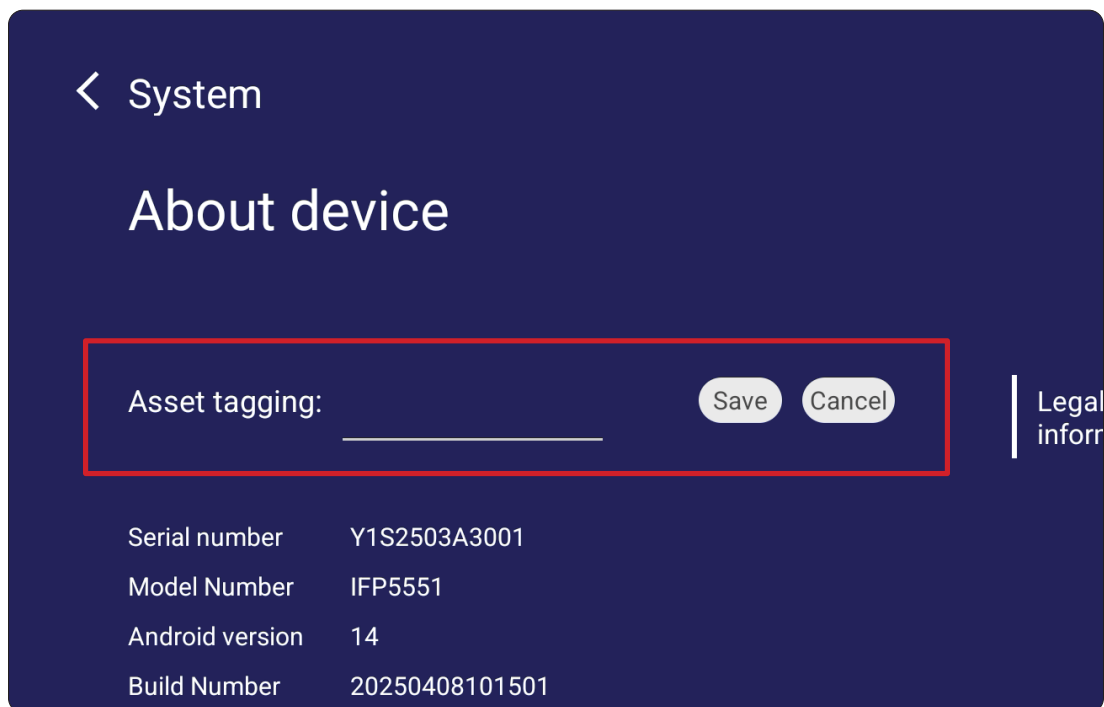 System
About device
Asset tagging:
Save
Cancel
Legal
Serial number Y1S2503A3001
Model Number IFP5551
Android version 14
Build Number 20250408101501